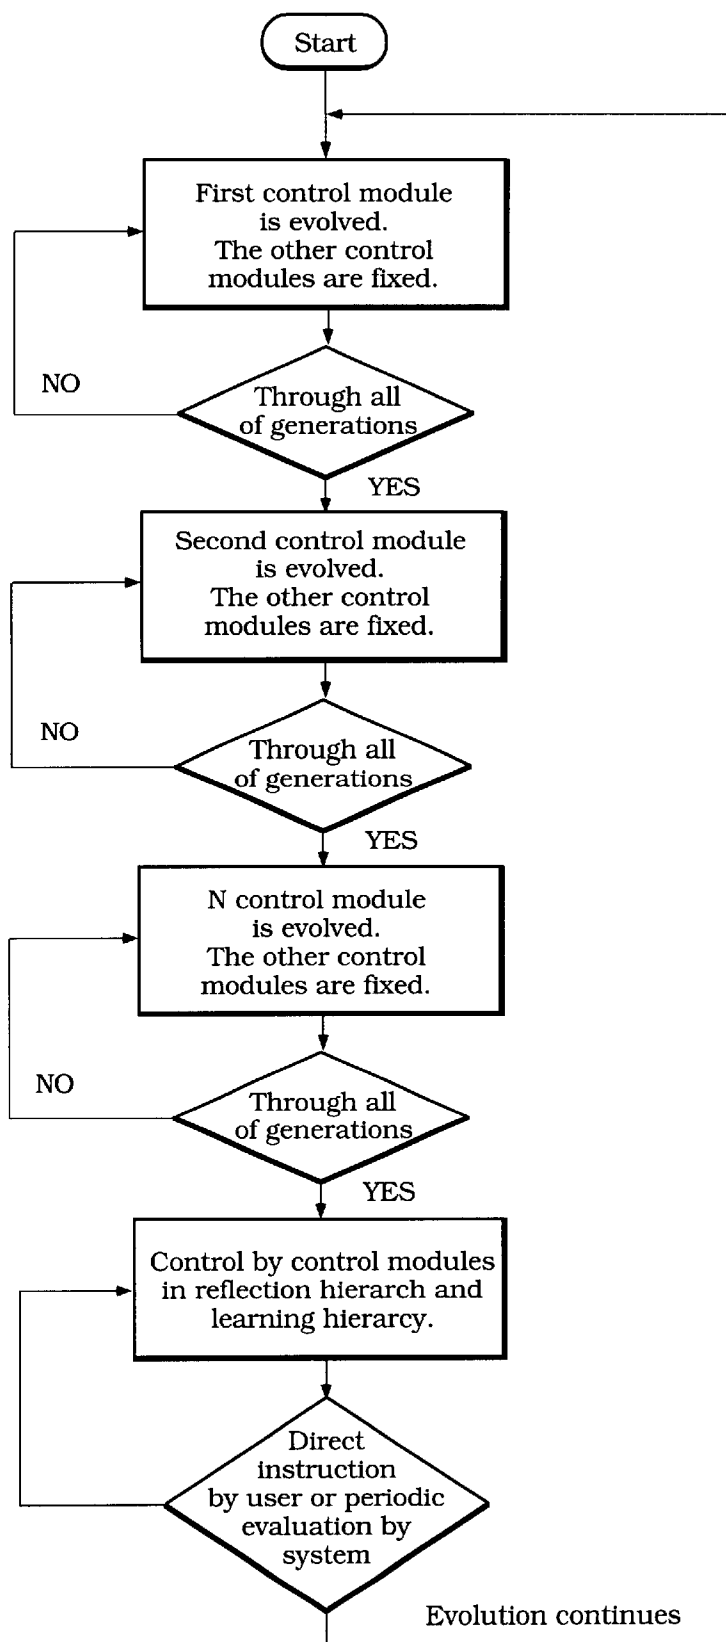 Start
First control module
is evolved.
The other control
modules are fixed.
NO
Through all
of generations
YES
Second control module
is evolved.
The other control
modules are fixed.
NO
Through all
of generations
YES
N control module
is evolved.
The other control
modules are fixed.
NO
Through all
of generations
YES
Control by control modules
in reflection hierarch and
learning hierarcy.
Direct
instruction
by user or periodic
evaluation by
system
Evolution continues